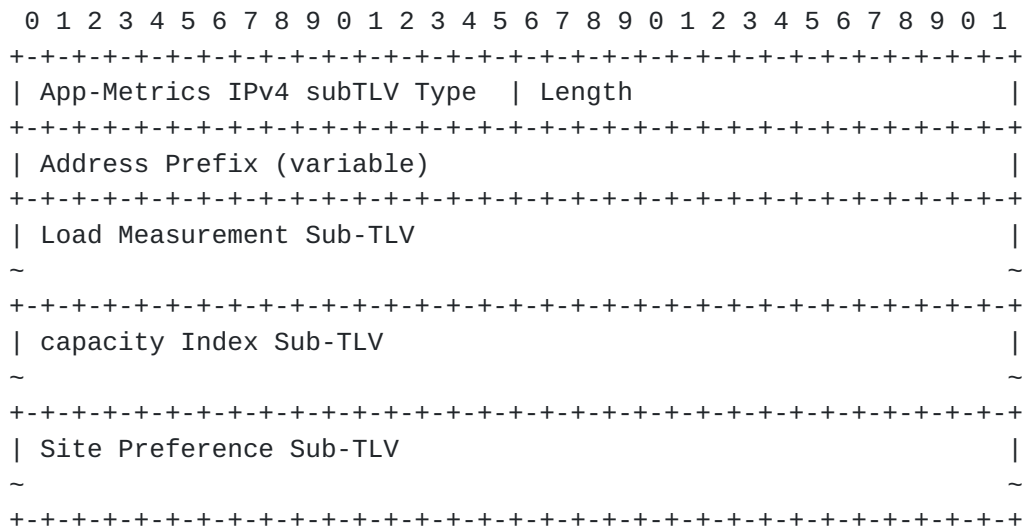 0 1 2 3 4 5 6 7 8 9 0 1 2 3 4 5 6 7 8 9 0 1 2 3 4 5 6 7 8 9 0 1
+-+-+-+-+-+-+-+-+-+-+-+-+-+-+-+-+-+-+-+-+-+-+-+-+-+-+-+-+-+-+-+-+
| App-Metrics IPv4 subTLV Type  | Length                        |
+-+-+-+-+-+-+-+-+-+-+-+-+-+-+-+-+-+-+-+-+-+-+-+-+-+-+-+-+-+-+-+-+
| Address Prefix (variable)                                     |
+-+-+-+-+-+-+-+-+-+-+-+-+-+-+-+-+-+-+-+-+-+-+-+-+-+-+-+-+-+-+-+-+
| Load Measurement Sub-TLV                                      |
~                                                               ~
+-+-+-+-+-+-+-+-+-+-+-+-+-+-+-+-+-+-+-+-+-+-+-+-+-+-+-+-+-+-+-+-+
| capacity Index Sub-TLV                                        |
~                                                               ~
+-+-+-+-+-+-+-+-+-+-+-+-+-+-+-+-+-+-+-+-+-+-+-+-+-+-+-+-+-+-+-+-+
| Site Preference Sub-TLV                                       |
~                                                               ~
+-+-+-+-+-+-+-+-+-+-+-+-+-+-+-+-+-+-+-+-+-+-+-+-+-+-+-+-+-+-+-+-+